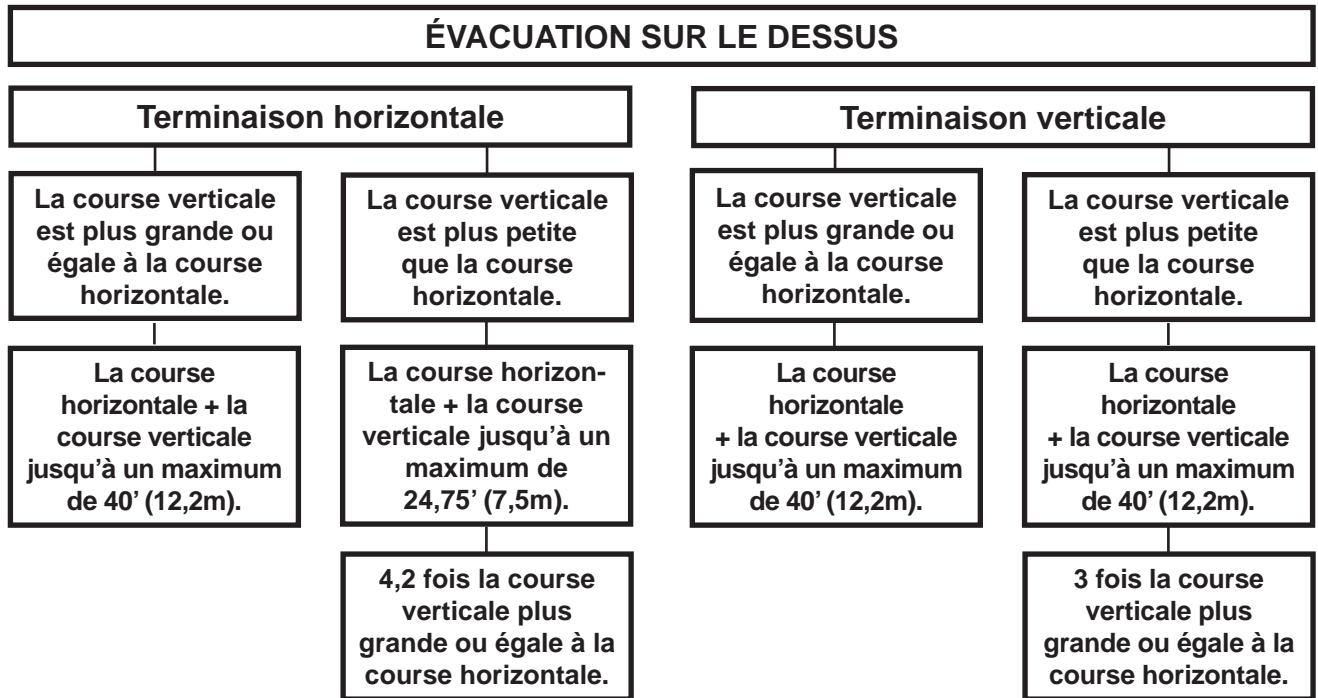 ÉVACUATION SUR LE DESSUS
Terminaison horizontale
La course verticale
est plus grande ou
égale à la course
horizontale.
La course
horizontale + la
course verticale
jusqu’à un maximum
de 40’ (12,2m).
La course verticale
est plus petite
que la course
horizontale.
La course horizon-
tale + la course
verticale jusqu’à un
maximum de
24,75’ (7,5m).
4,2 fois la course
verticale plus
grande ou égale à la
course horizontale.
Terminaison verticale
La course verticale
est plus grande ou
égale à la course
horizontale.
La course
horizontale
+ la course verticale
jusqu’à un maximum
de 40’ (12,2m).
La course verticale
est plus petite
que la course
horizontale.
La course
horizontale
+ la course verticale
jusqu’à un maximum
de 40’ (12,2m).
3 fois la course
verticale plus
grande ou égale à la
course horizontale.